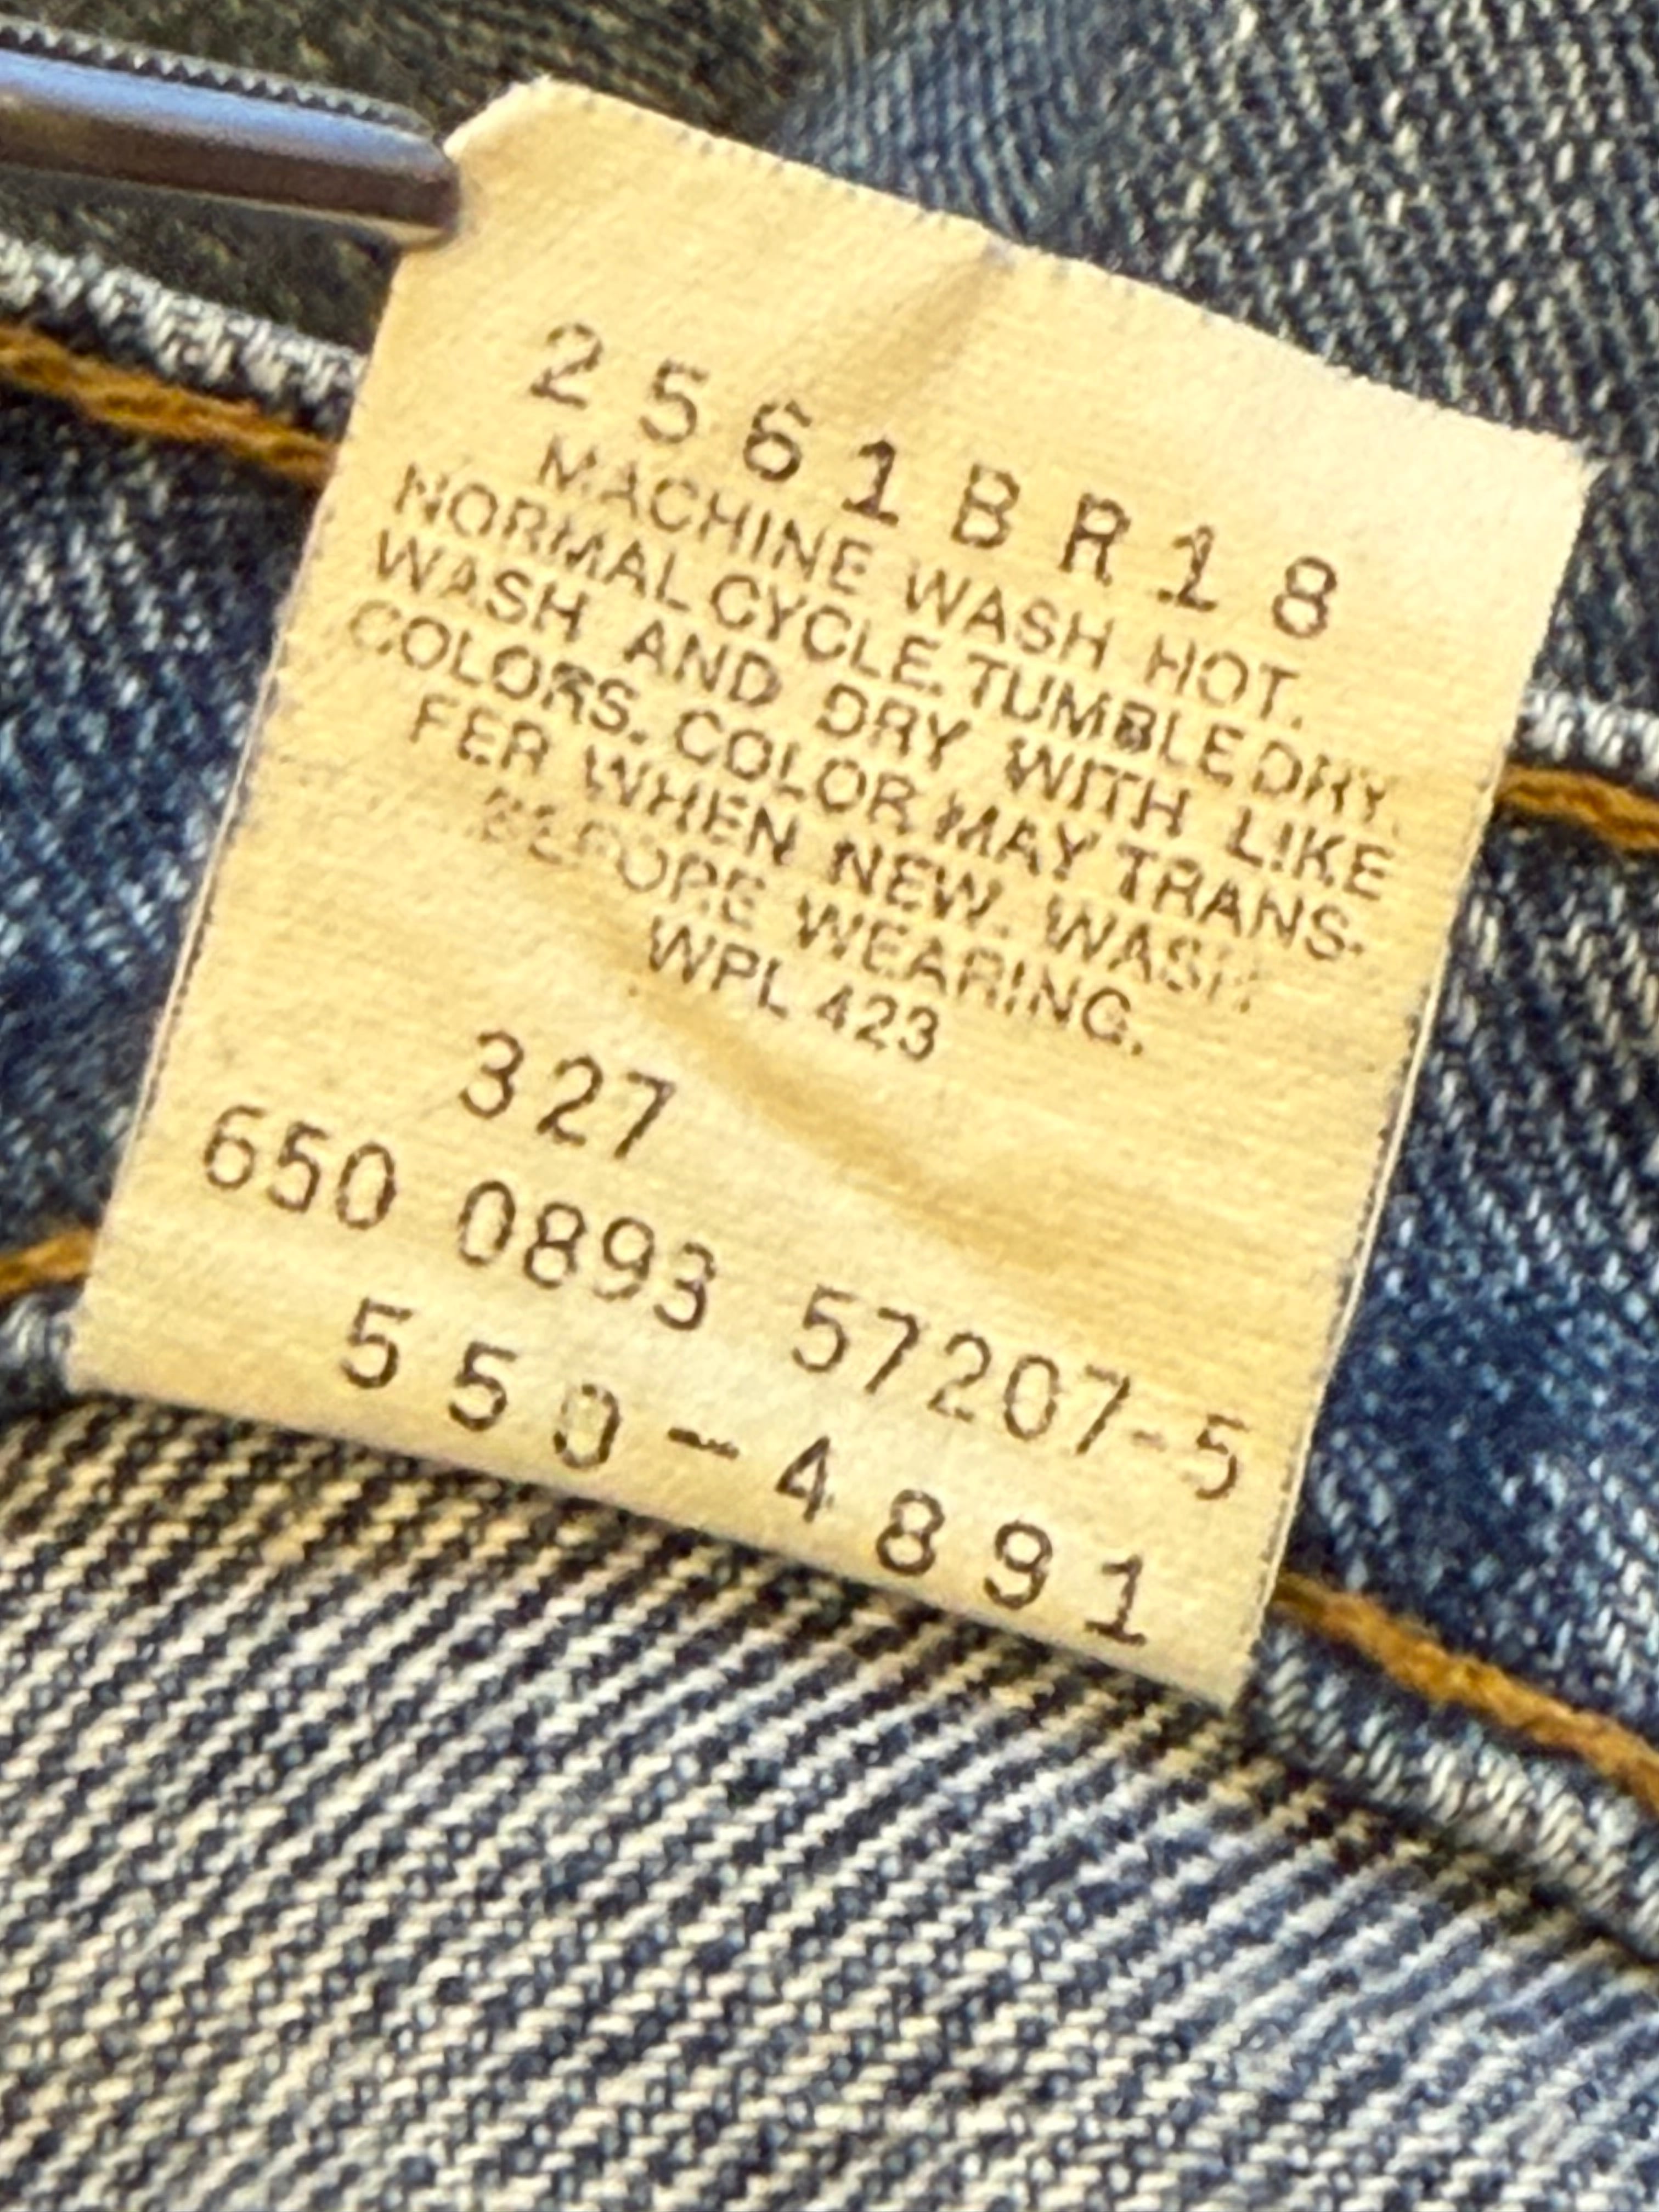 2561BR18
MACHINE WASH HOT.
NORMAL CYCLE. TUMBLE DRY.
WASH AND DRY WITH LIKE
COLORS. COLOR MAY TRANS-
FER WHEN NEW. WASH
BEFORE WEARING.
WPL 423
327
650 0893 57207-5
550-4891